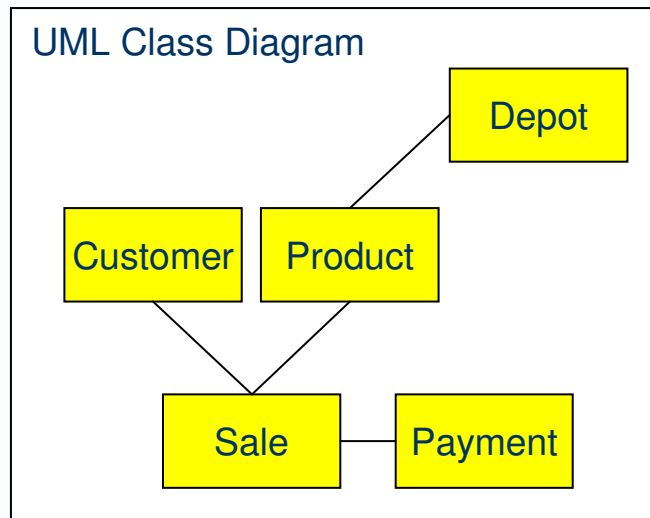 UML Class Diagram
Depot
Customer
Product
Sale
Payment